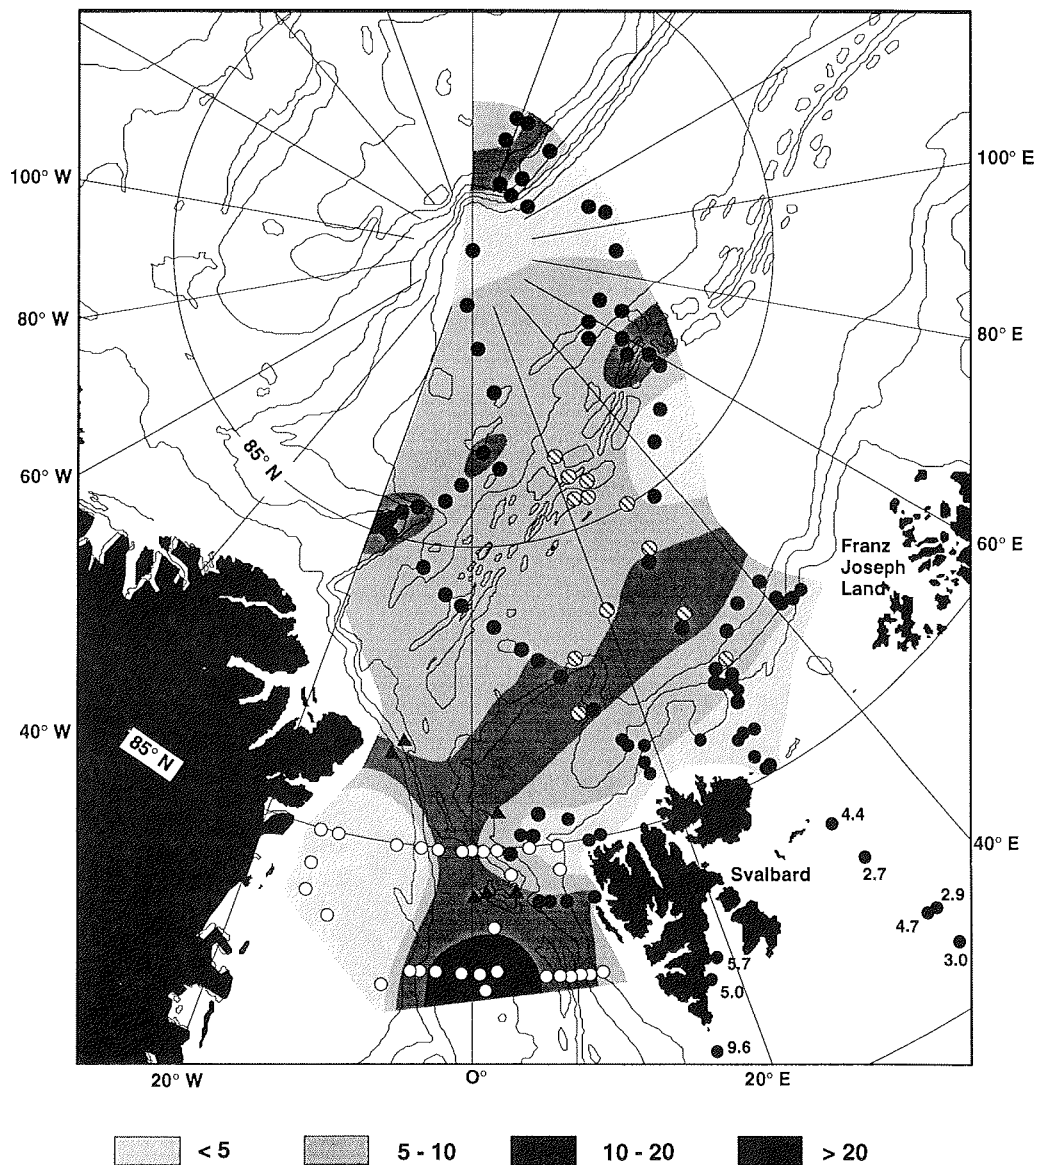 100° W
100° E
80° W
80° E
85° N
60° W
60° E
Franz
Joseph
Land
40° W
85° N
40° E
4.4
Svalbard
2.7
2.9
4.7
3.0
5.7
5.0
9.6
20° W
O°
20° E
< 5
5 - 10
10 - 20
> 20